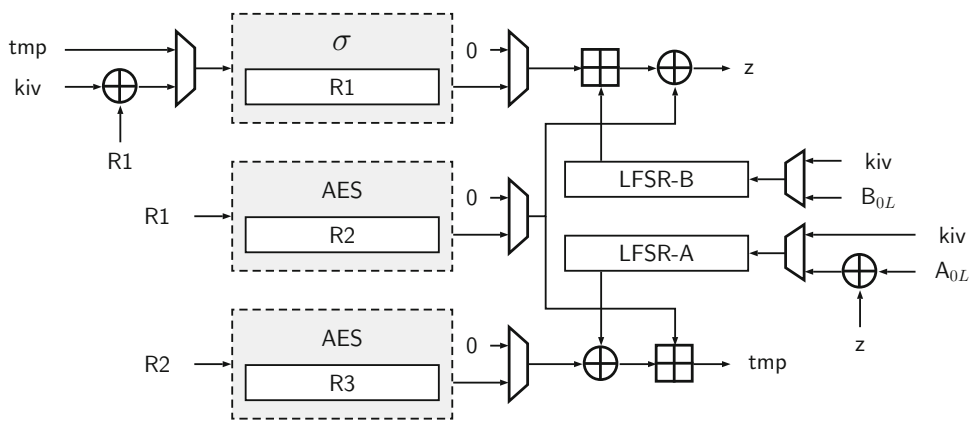 σ
0
tmp
z
kiv
R1
R1
kiv
LFSR-B
AES
0
B0L
R1
R2
kiv
LFSR-A
A0L
AES
0
z
R2
tmp
R3